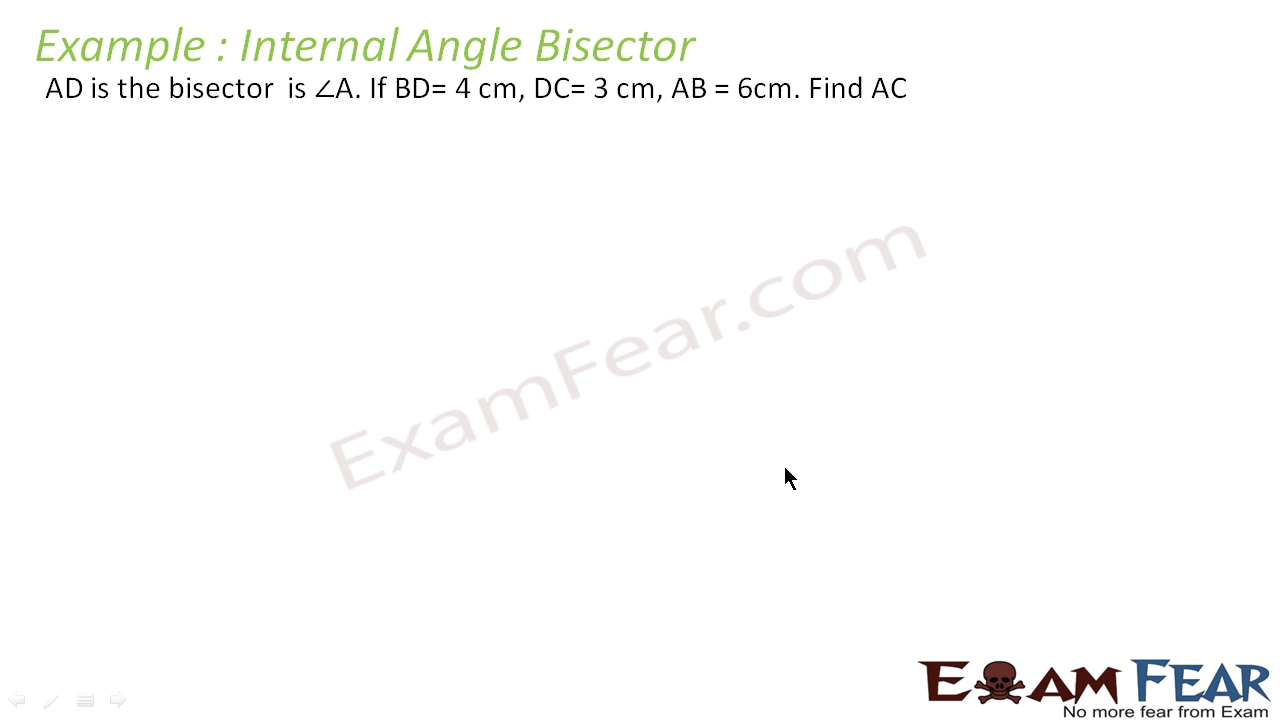 Example : Internal Angle Bisector
AD is the bisector is ∠A. If BD= 4 cm, DC= 3 cm, AB = 6cm. Find AC
ExamFear.com
EXAM FEAR
No more fear from Exam